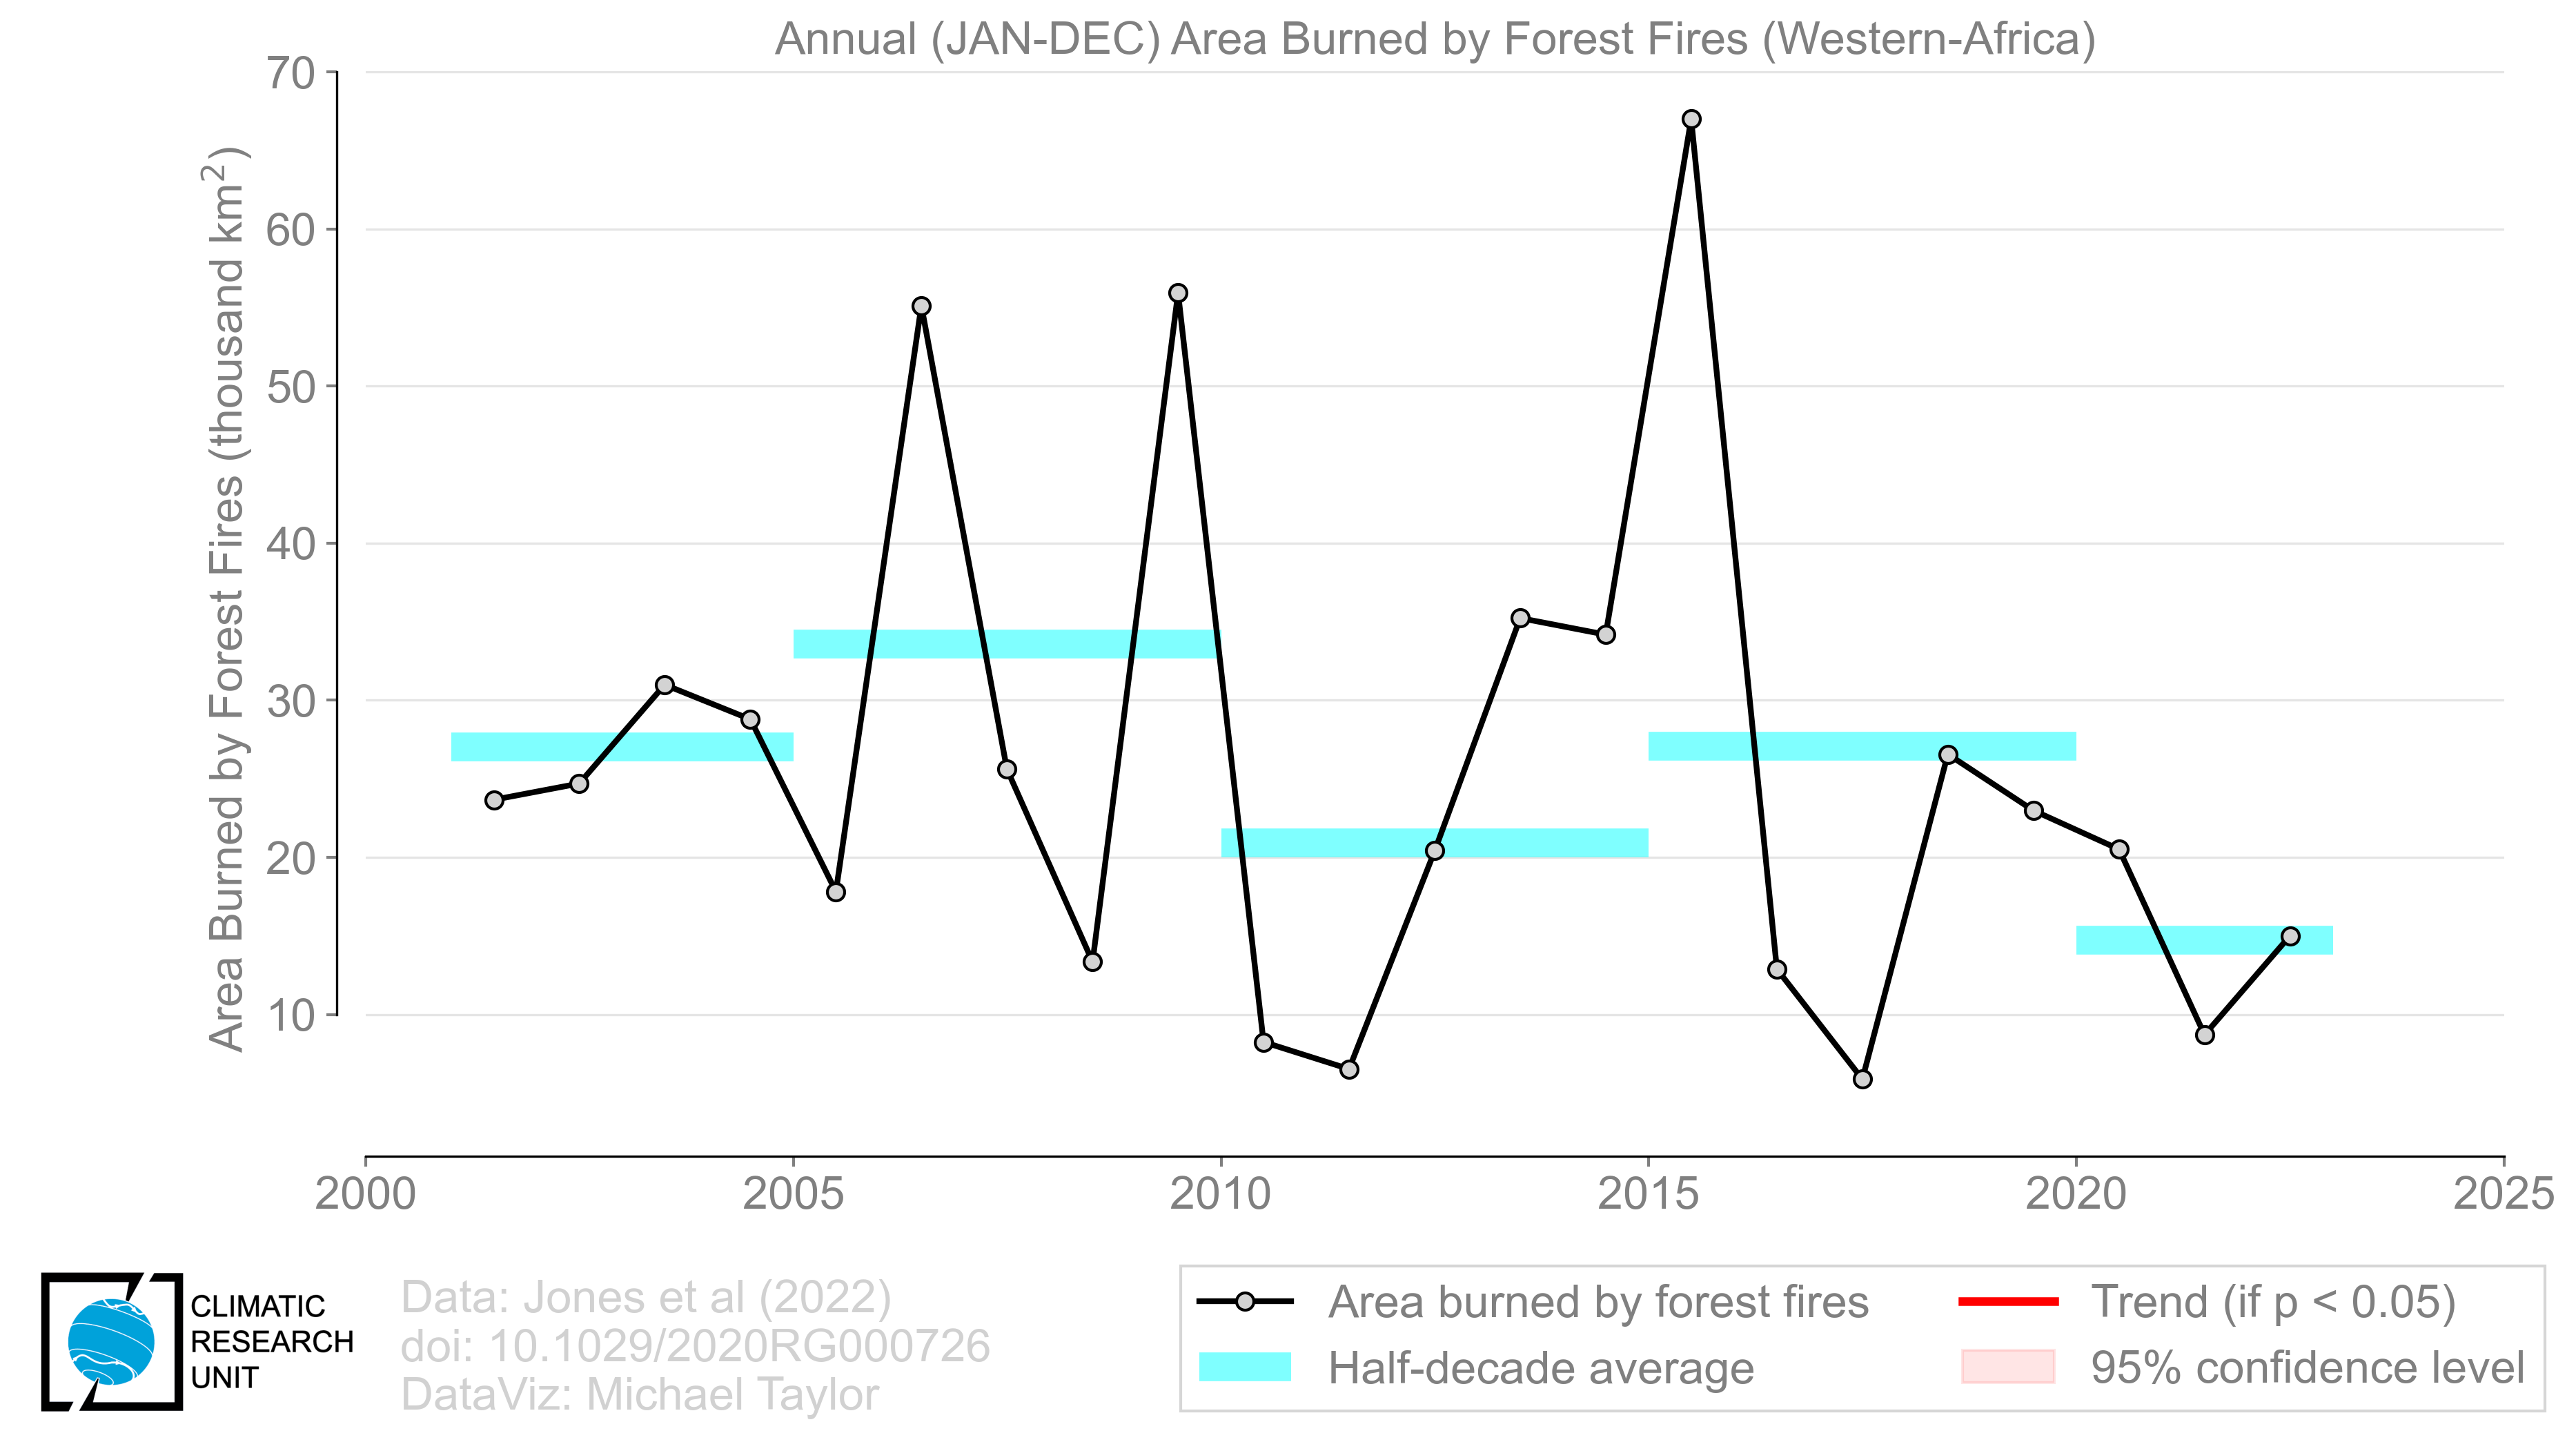 Annual (JAN-DEC) Area Burned by Forest Fires (Western-Africa)
Area Burned by Forest Fires (thousand km²)
70
60
50
40
30
20
10
2000
2005
2010
2015
2020
2025
CLIMATIC
RESEARCH
UNIT
Data: Jones et al (2022)
doi: 10.1029/2020RG000726
DataViz: Michael Taylor
Area burned by forest fires
Half-decade average
Trend (if p < 0.05)
95% confidence level